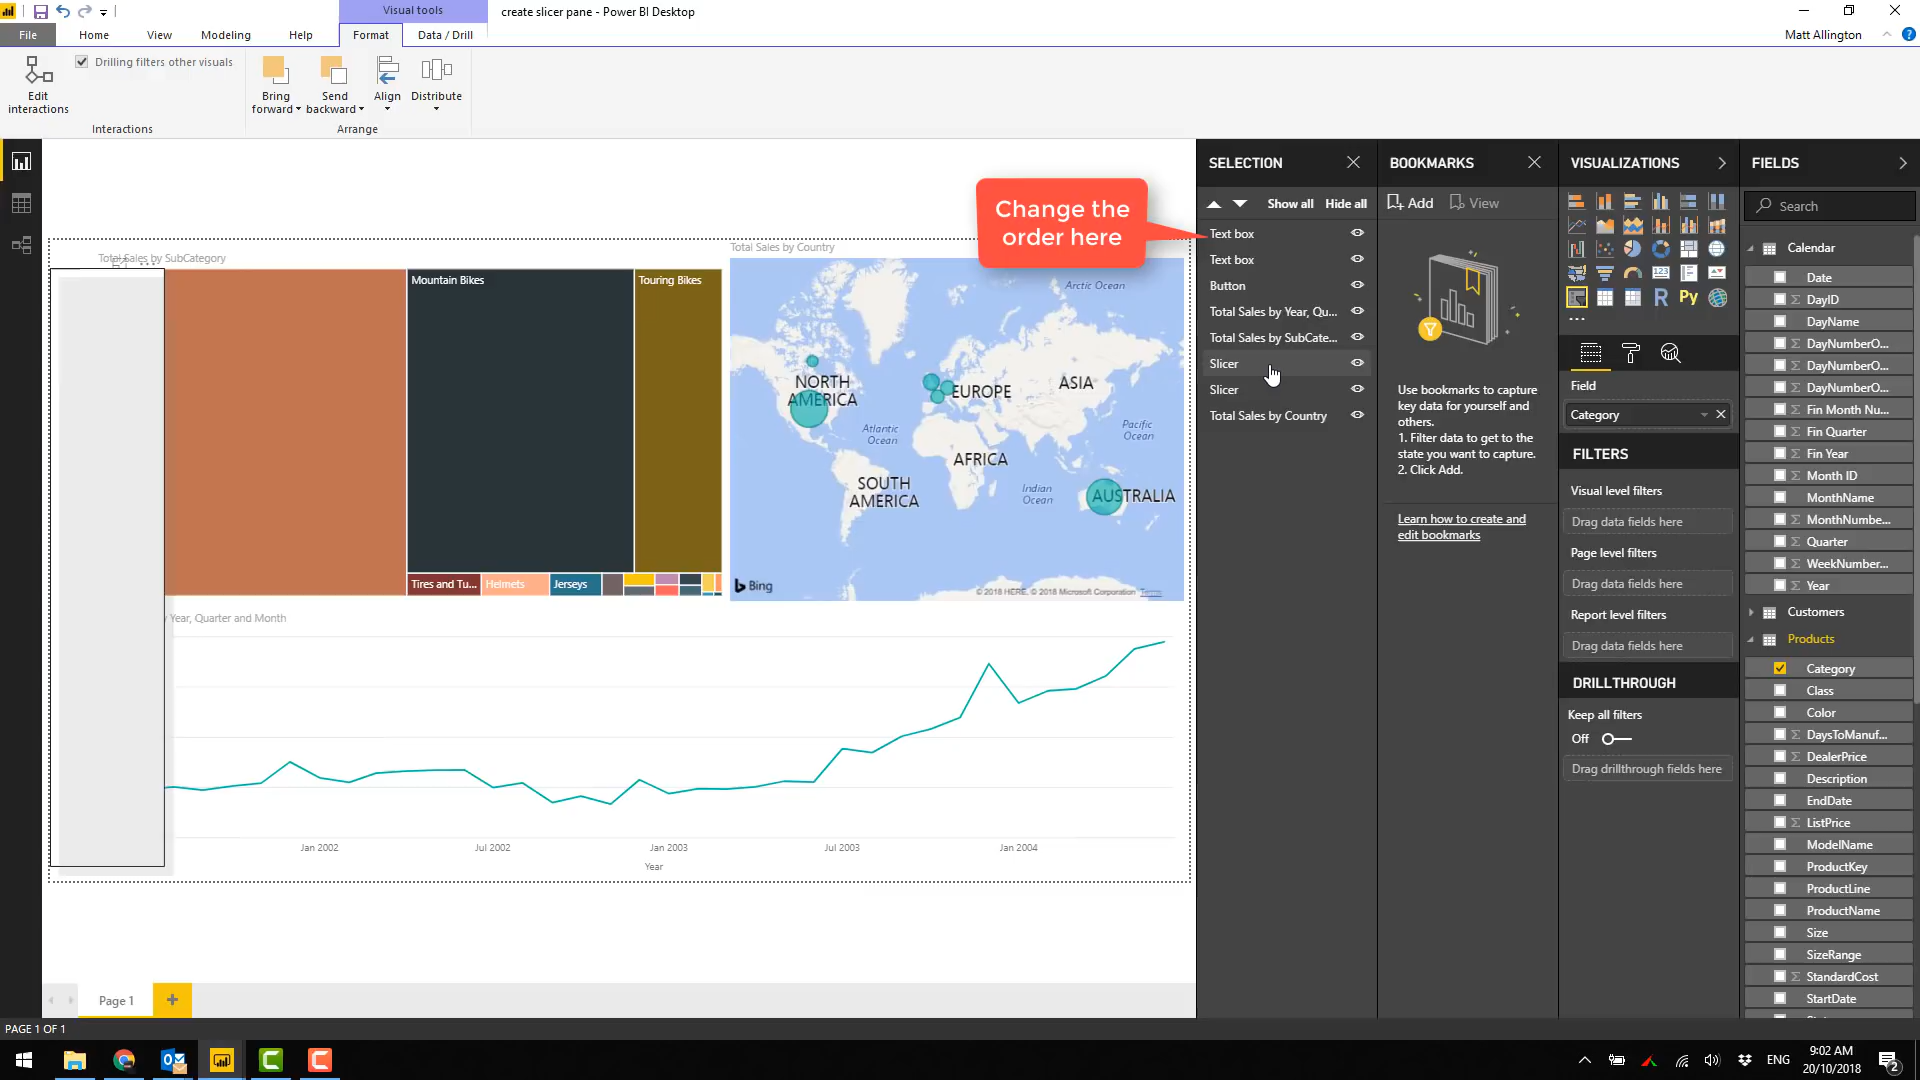 Visual tools
create slicer pane - Power BI Desktop
File
Home
View
Modeling
Help
Format
Data / Drill
Matt Allington
Edit
interactions
Drilling filters other visuals
Bring
forward
Send
backward
Align
Distribute
Interactions
Arrange
Change the
order here
SELECTION
Show all
Hide all
Text box
Text box
Button
Total Sales by Year, Qu...
Total Sales by SubCate...
Slicer
Slicer
Total Sales by Country
BOOKMARKS
Add
View
Use bookmarks to capture
key data for yourself and
others.
1. Filter data to get to the
state you want to capture.
2. Click Add.
Learn how to create and
edit bookmarks
VISUALIZATIONS
R
Py
123
Field
Category
FILTERS
Visual level filters
Drag data fields here
Page level filters
Drag data fields here
Report level filters
Drag data fields here
DRILLTHROUGH
Keep all filters
Off
Drag drillthrough fields here
FIELDS
Search
Calendar
Date
DayID
DayName
DayNumberO...
DayNumberO...
DayNumberO...
Fin Month Nu...
Fin Quarter
Fin Year
Month ID
MonthName
MonthNumbe...
Quarter
WeekNumber...
Year
Customers
Products
Category
Class
Color
DaysToManuf...
DealerPrice
Description
EndDate
ListPrice
ModelName
ProductKey
ProductLine
ProductName
Size
SizeRange
StandardCost
StartDate
Total Sales by SubCategory
Mountain Bikes
Touring Bikes
Tires and Tu...
Helmets
Jerseys
Total Sales by Country
Arctic Ocean
NORTH
AMERICA
EUROPE
ASIA
Atlantic
Ocean
Pacific
Ocean
AFRICA
SOUTH
AMERICA
Indian
Ocean
AUSTRALIA
Bing
© 2018 HERE, © 2018 Microsoft Corporation Terms
Year, Quarter and Month
Jan 2002
Jul 2002
Jan 2003
Jul 2003
Jan 2004
Year
Page 1
PAGE 1 OF 1
ENG
9:02 AM
20/10/2018
2